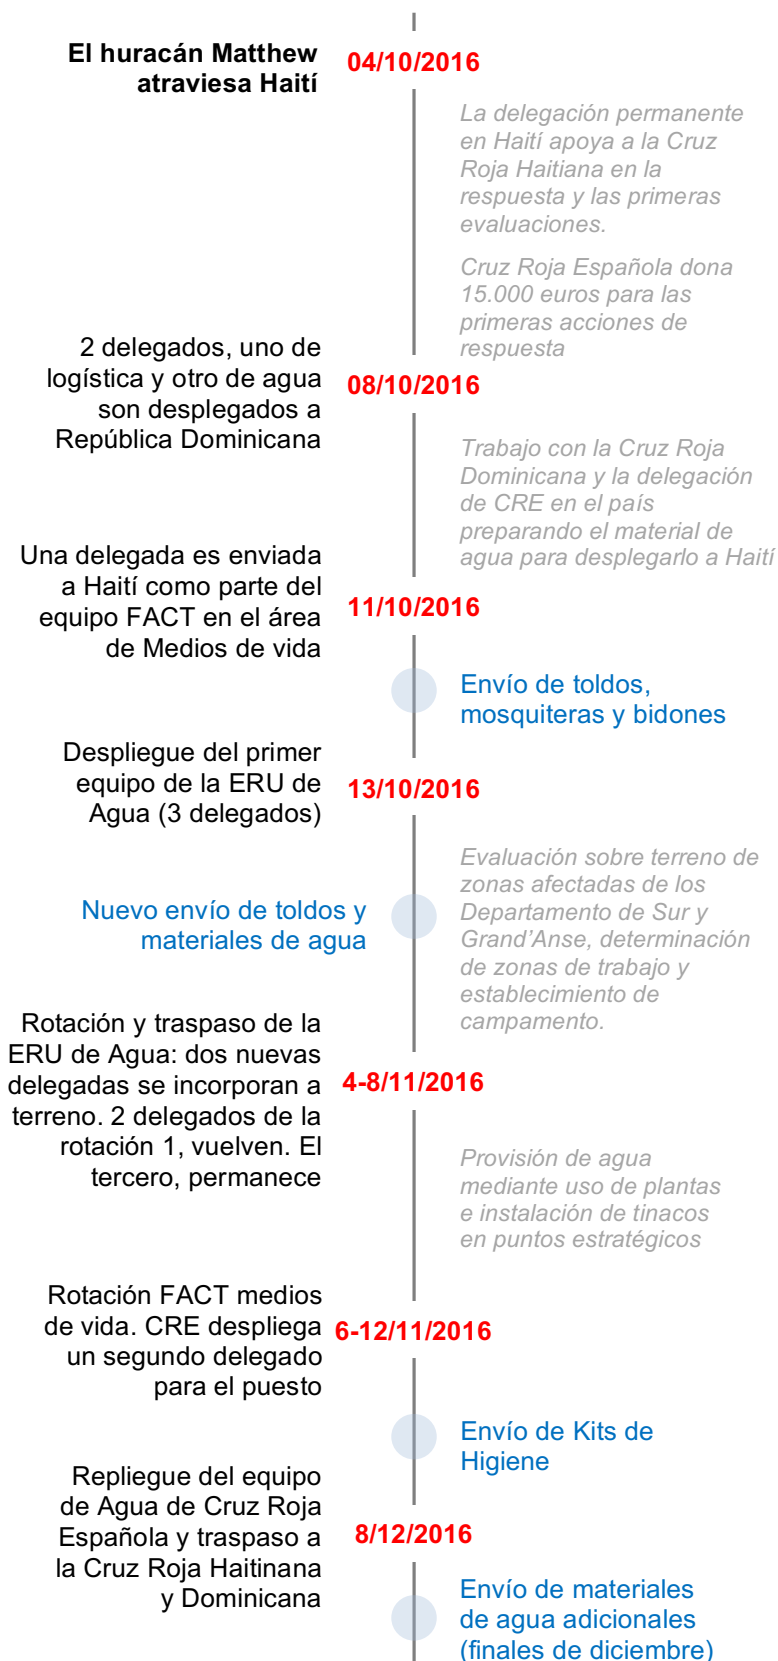 El huracán Matthew
atraviesa Haití
04/10/2016
La delegación permanente
en Haití apoya a la Cruz
Roja Haitiana en la
respuesta y las primeras
evaluaciones.
Cruz Roja Española dona
15.000 euros para las
primeras acciones de
respuesta
2 delegados, uno de
logística y otro de agua
son desplegados a
República Dominicana
08/10/2016
Trabajo con la Cruz Roja
Dominicana y la delegación
de CRE en el país
preparando el material de
agua para desplegarlo a Haití
Una delegada es enviada
a Haití como parte del
equipo FACT en el área
de Medios de vida
11/10/2016
Envío de toldos,
mosquiteras y bidones
Despliegue del primer
equipo de la ERU de
Agua (3 delegados)
13/10/2016
Evaluación sobre terreno de
zonas afectadas de los
Departamento de Sur y
Grand’Anse, determinación
de zonas de trabajo y
establecimiento de
campamento.
Nuevo envío de toldos y
materiales de agua
Rotación y traspaso de la
ERU de Agua: dos nuevas
delegadas se incorporan a
terreno. 2 delegados de la
rotación 1, vuelven. El
tercero, permanece
4-8/11/2016
Provisión de agua
mediante uso de plantas
e instalación de tinacos
en puntos estratégicos
Rotación FACT medios
de vida. CRE despliega
un segundo delegado
para el puesto
6-12/11/2016
Envío de Kits de
Higiene
Repliegue del equipo
de Agua de Cruz Roja
Española y traspaso a
la Cruz Roja Haitinana
y Dominicana
8/12/2016
Envío de materiales
de agua adicionales
(finales de diciembre)